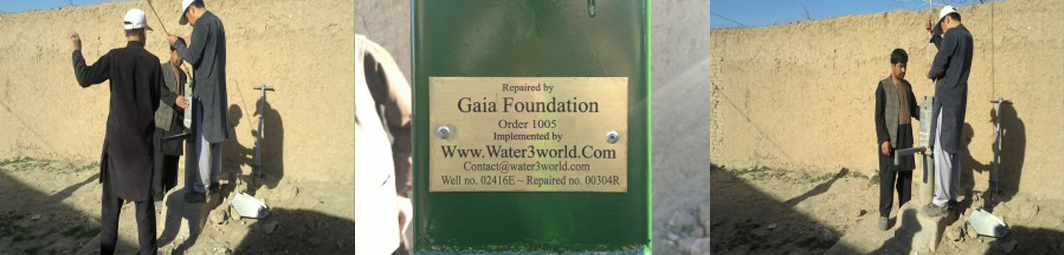 Repaired by
Gaia Foundation
Order 1005
Implemented by
Www.Water3world.Com
Contact@water3world.com
Well no. 02416E ~ Repaired no. 00304R